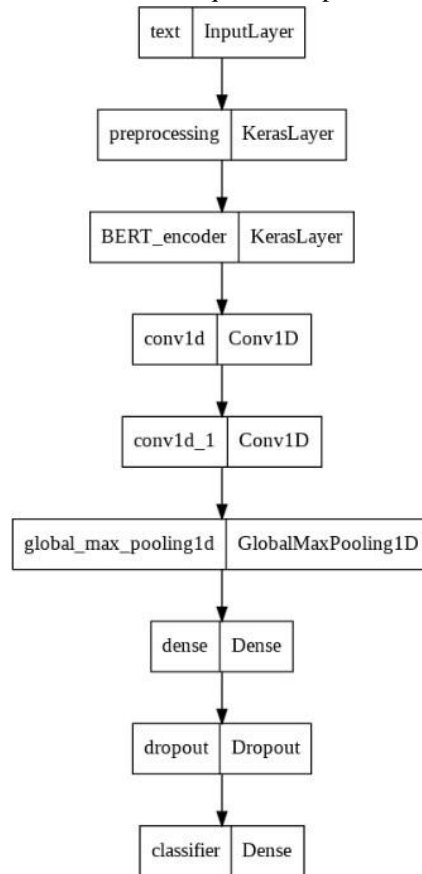 text InputLayer
preprocessing KerasLayer
BERT_encoder KerasLayer
conv1d Conv1D
conv1d_1 Conv1D
global_max_pooling1d GlobalMaxPooling1D
dense Dense
dropout Dropout
classifier Dense